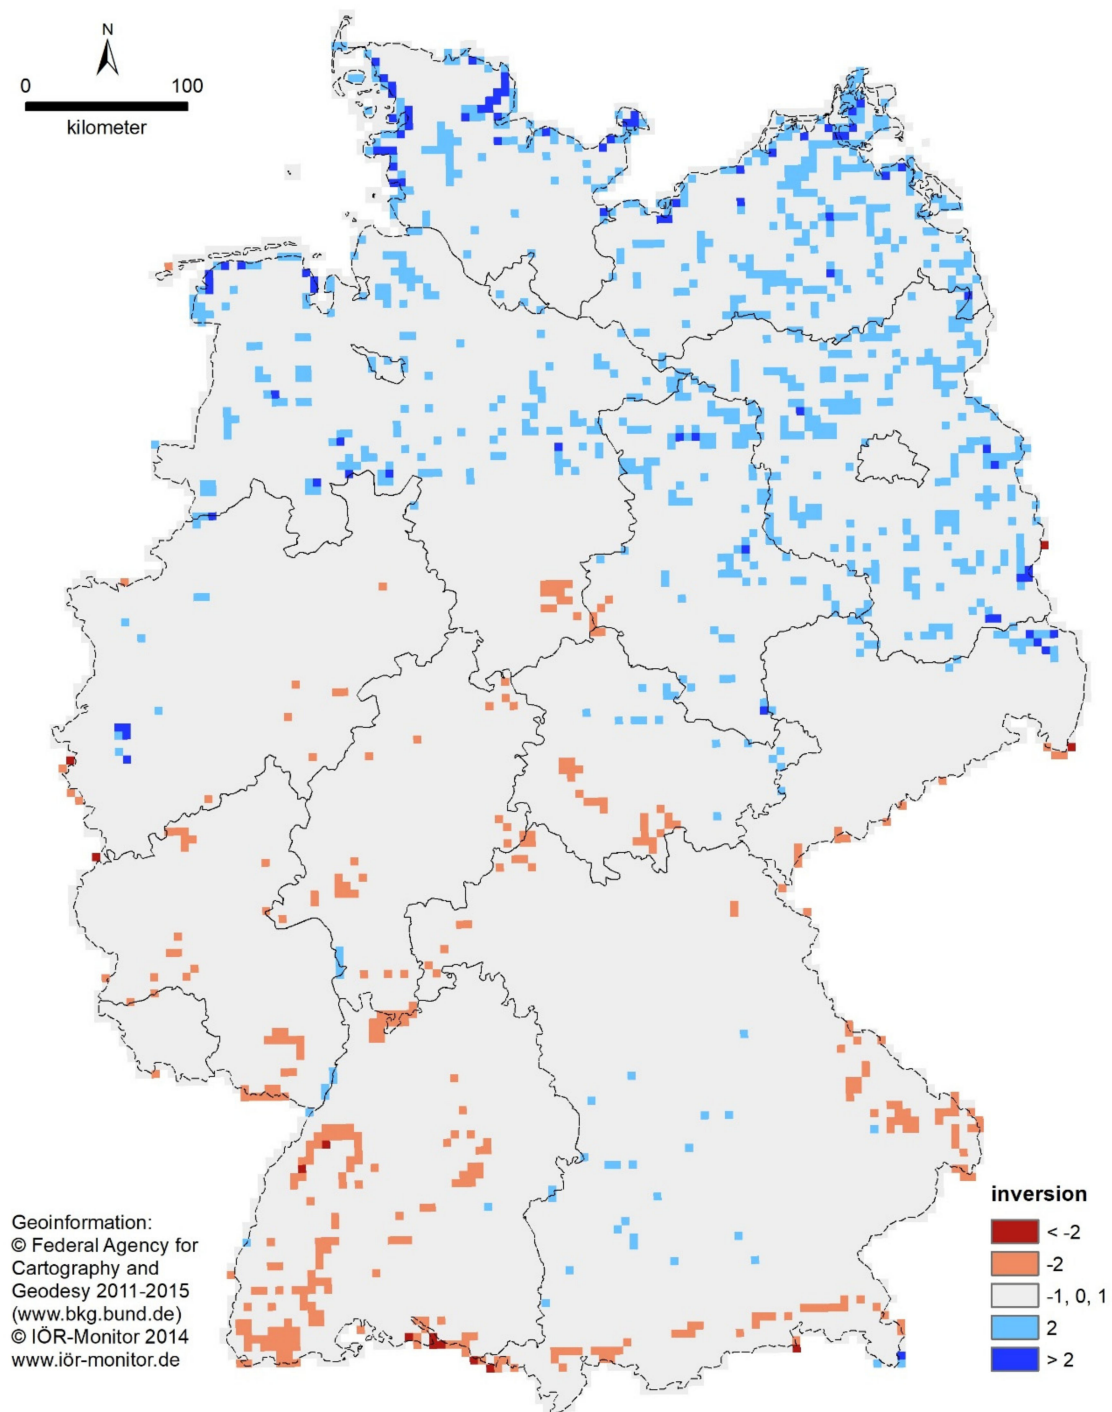 N
0 100
kilometer
inversion
< -2
-2
-1, 0, 1
2
> 2
Geoinformation:
© Federal Agency for
Cartography and
Geodesy 2011-2015
(www.bkg.bund.de)
© IÖR-Monitor 2014
www.iör-monitor.de